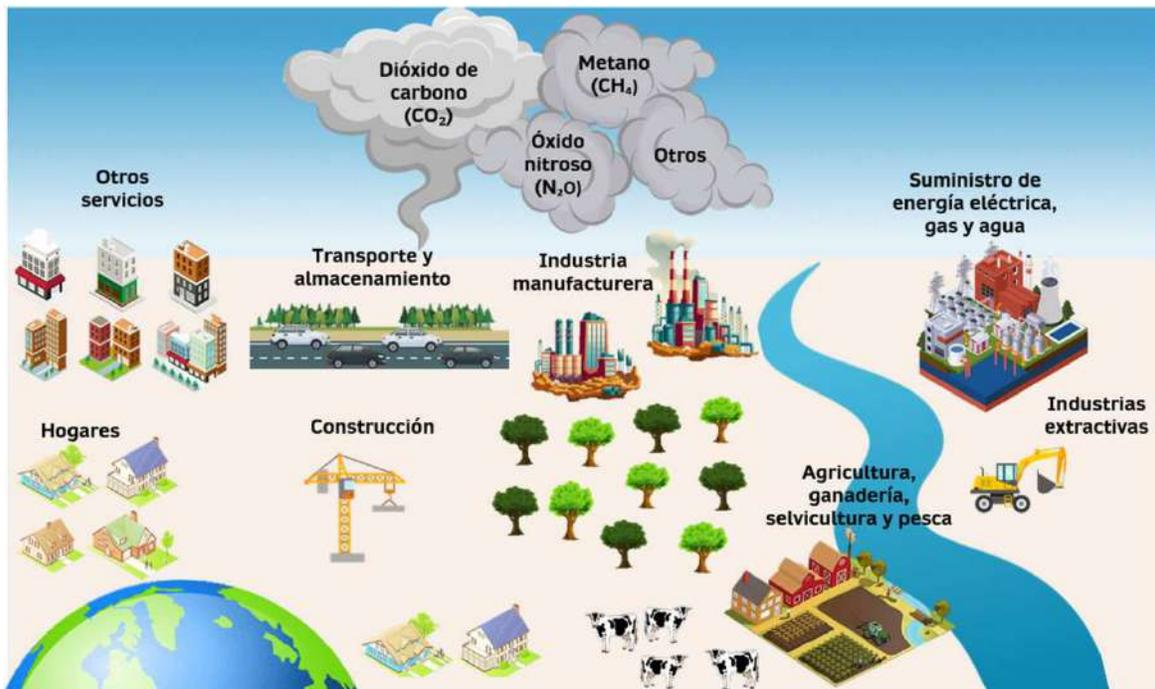 Dióxido de
carbono
(CO₂)
Metano
(CH₄)
Óxido
nitroso
(N₂O)
Otros
Otros
servicios
Transporte y
almacenamiento
Industria
manufacturera
Suministro de
energía eléctrica,
gas y agua
Hogares
Construcción
Industrias
extractivas
Agricultura,
ganadería,
selvicultura y pesca